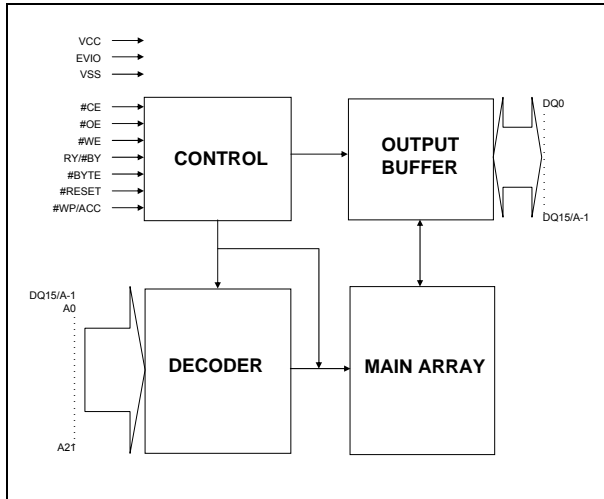 VCC
EVIO
VSS
#CE
#OE
#WE
RY/#BY
#BYTE
#RESET
#WP/ACC
CONTROL
OUTPUT
BUFFER
DQ0
DQ15/A-1
DQ15/A-1
A0
A21
DECODER
MAIN ARRAY